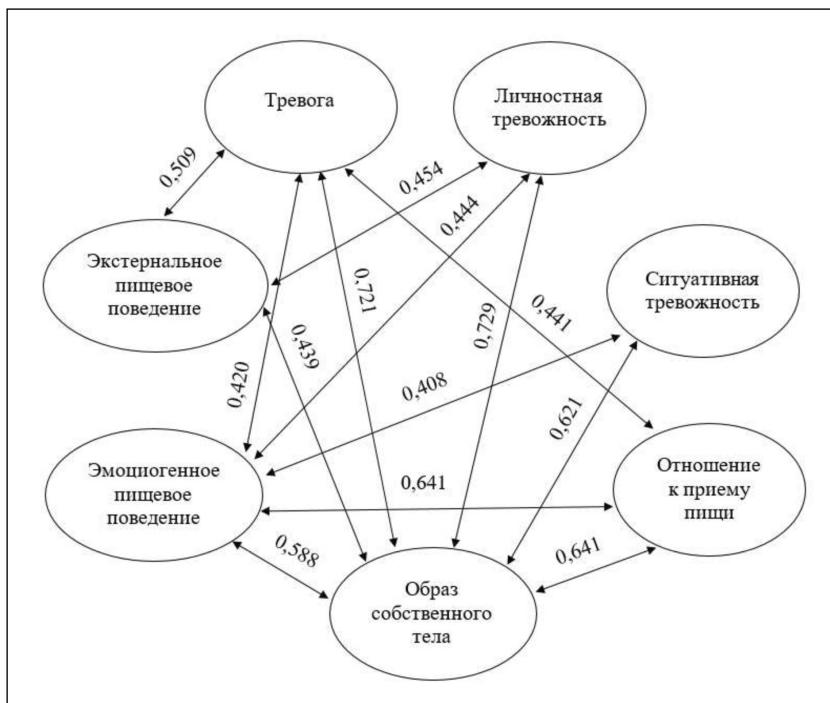 Тревога
Личностная
тревожность
0,509
0,454
0,444
Экстернальное
пищевое
поведение
Ситуативная
тревожность
0,721
0,729
0,441
0,439
0,420
0,408
0,621
Эмоциогенное
пищевое
поведение
0,641
Отношение
к приему
пищи
0,588
0,641
Образ
собственного
тела